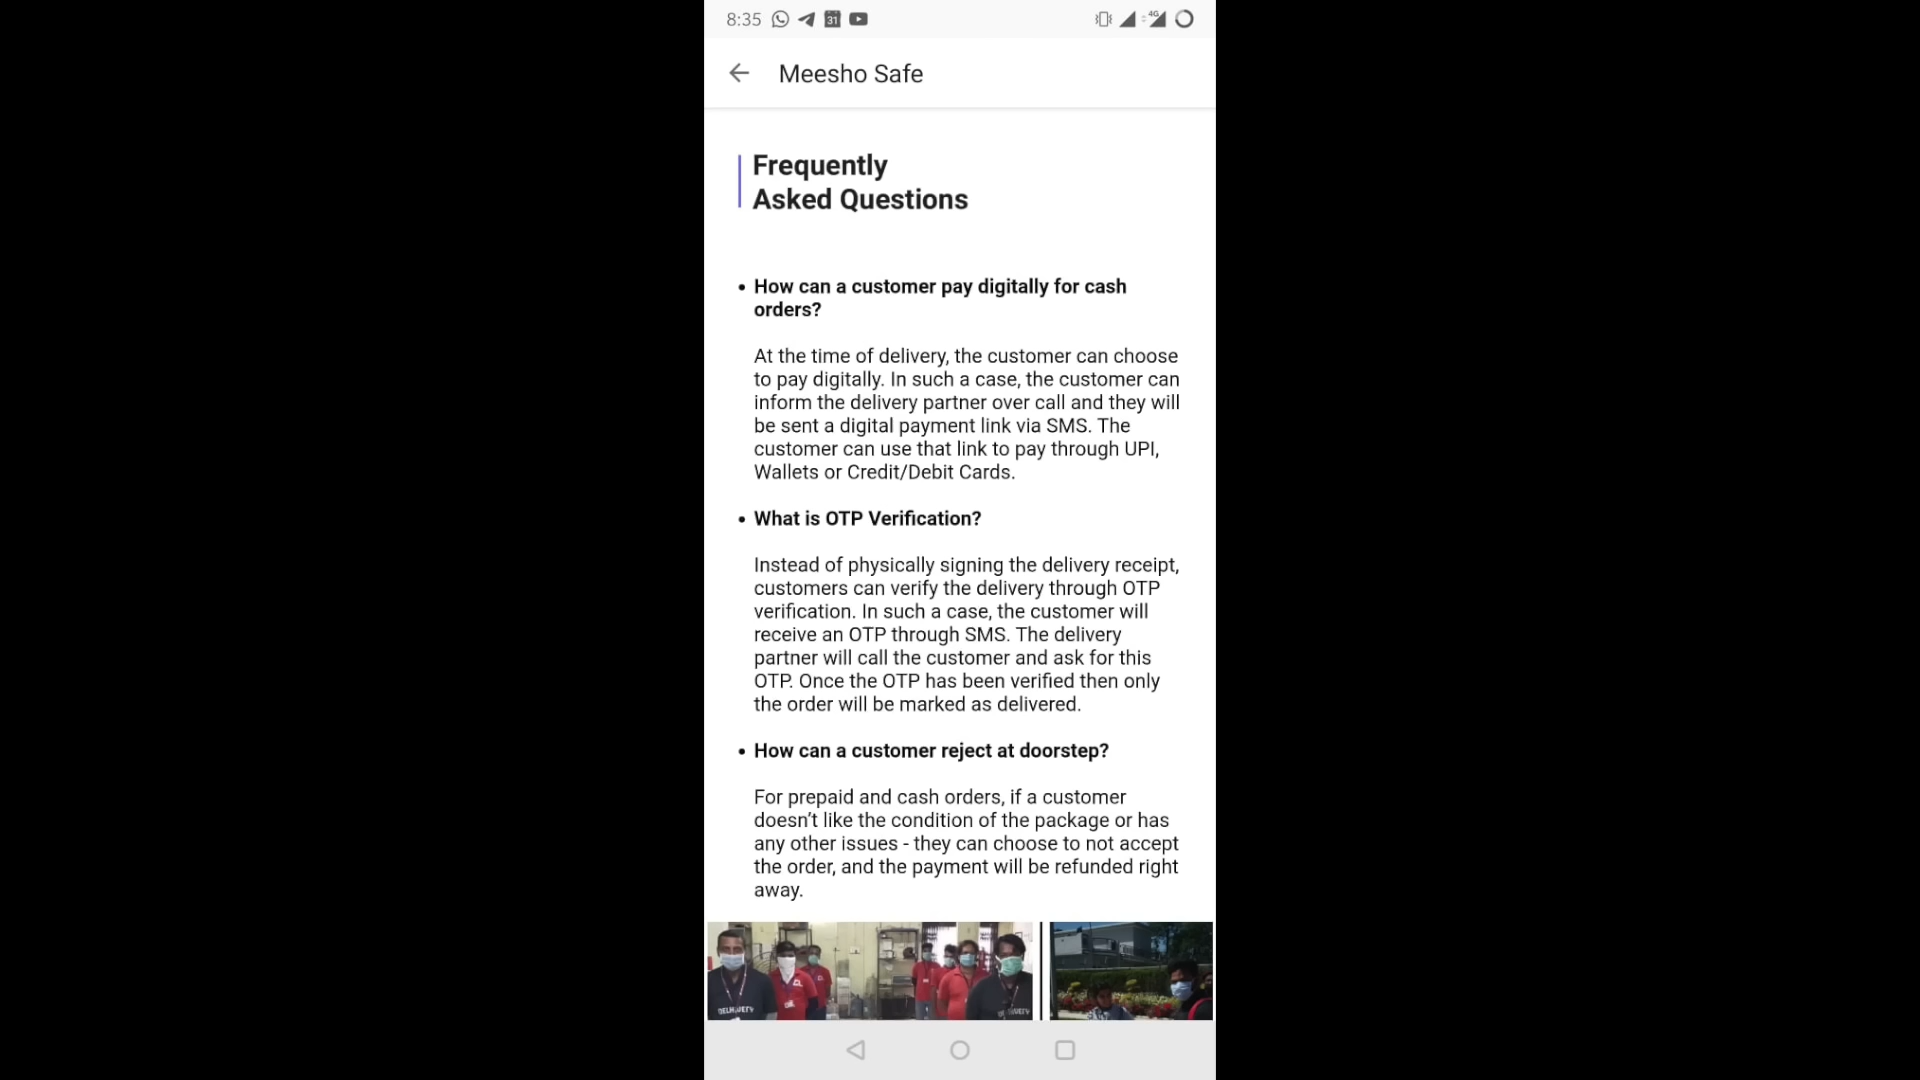 8:35
31
4G
Meesho Safe
Frequently
Asked Questions
• How can a customer pay digitally for cash
orders?
At the time of delivery, the customer can choose
to pay digitally. In such a case, the customer can
inform the delivery partner over call and they will
be sent a digital payment link via SMS. The
customer can use that link to pay through UPI,
Wallets or Credit/Debit Cards.
• What is OTP Verification?
Instead of physically signing the delivery receipt,
customers can verify the delivery through OTP
verification. In such a case, the customer will
receive an OTP through SMS. The delivery
partner will call the customer and ask for this
OTP. Once the OTP has been verified then only
the order will be marked as delivered.
• How can a customer reject at doorstep?
For prepaid and cash orders, if a customer
doesn’t like the condition of the package or has
any other issues - they can choose to not accept
the order, and the payment will be refunded right
away.